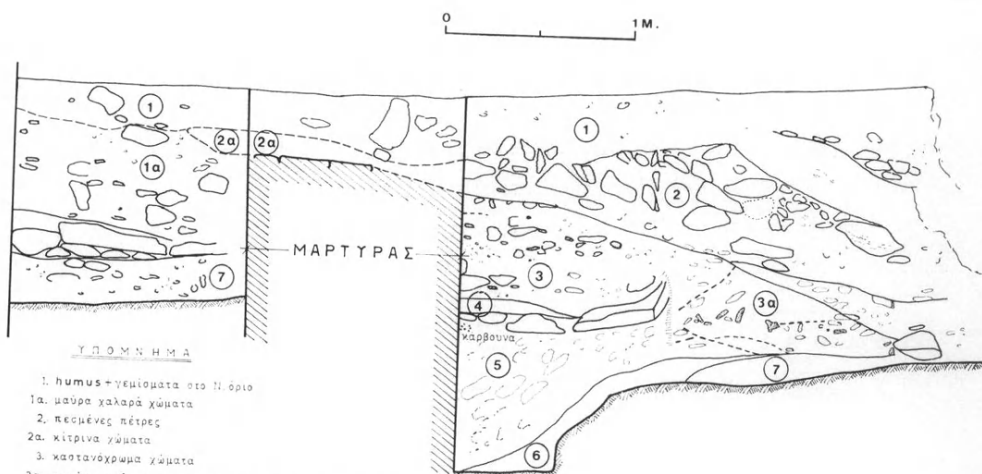 0 1 M.
1
2α
2α
1
1α
2
ΜΑΡΤΥΡΑΣ
7
3
3α
4
κάρβουνα
5
7
6
ΥΠΟΜΝΗΜΑ
1. humus + γεμίσματα στο Ν. όριο
1α. μαύρα χαλαρά χώματα
2. πεσμένες πέτρες
2α. κίτρινα χώματα
3. καστανόχρωμα χώματα